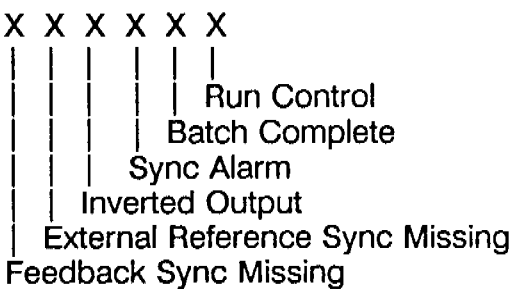 X X X X X X
Run Control
Batch Complete
Sync Alarm
Inverted Output
External Reference Sync Missing
Feedback Sync Missing